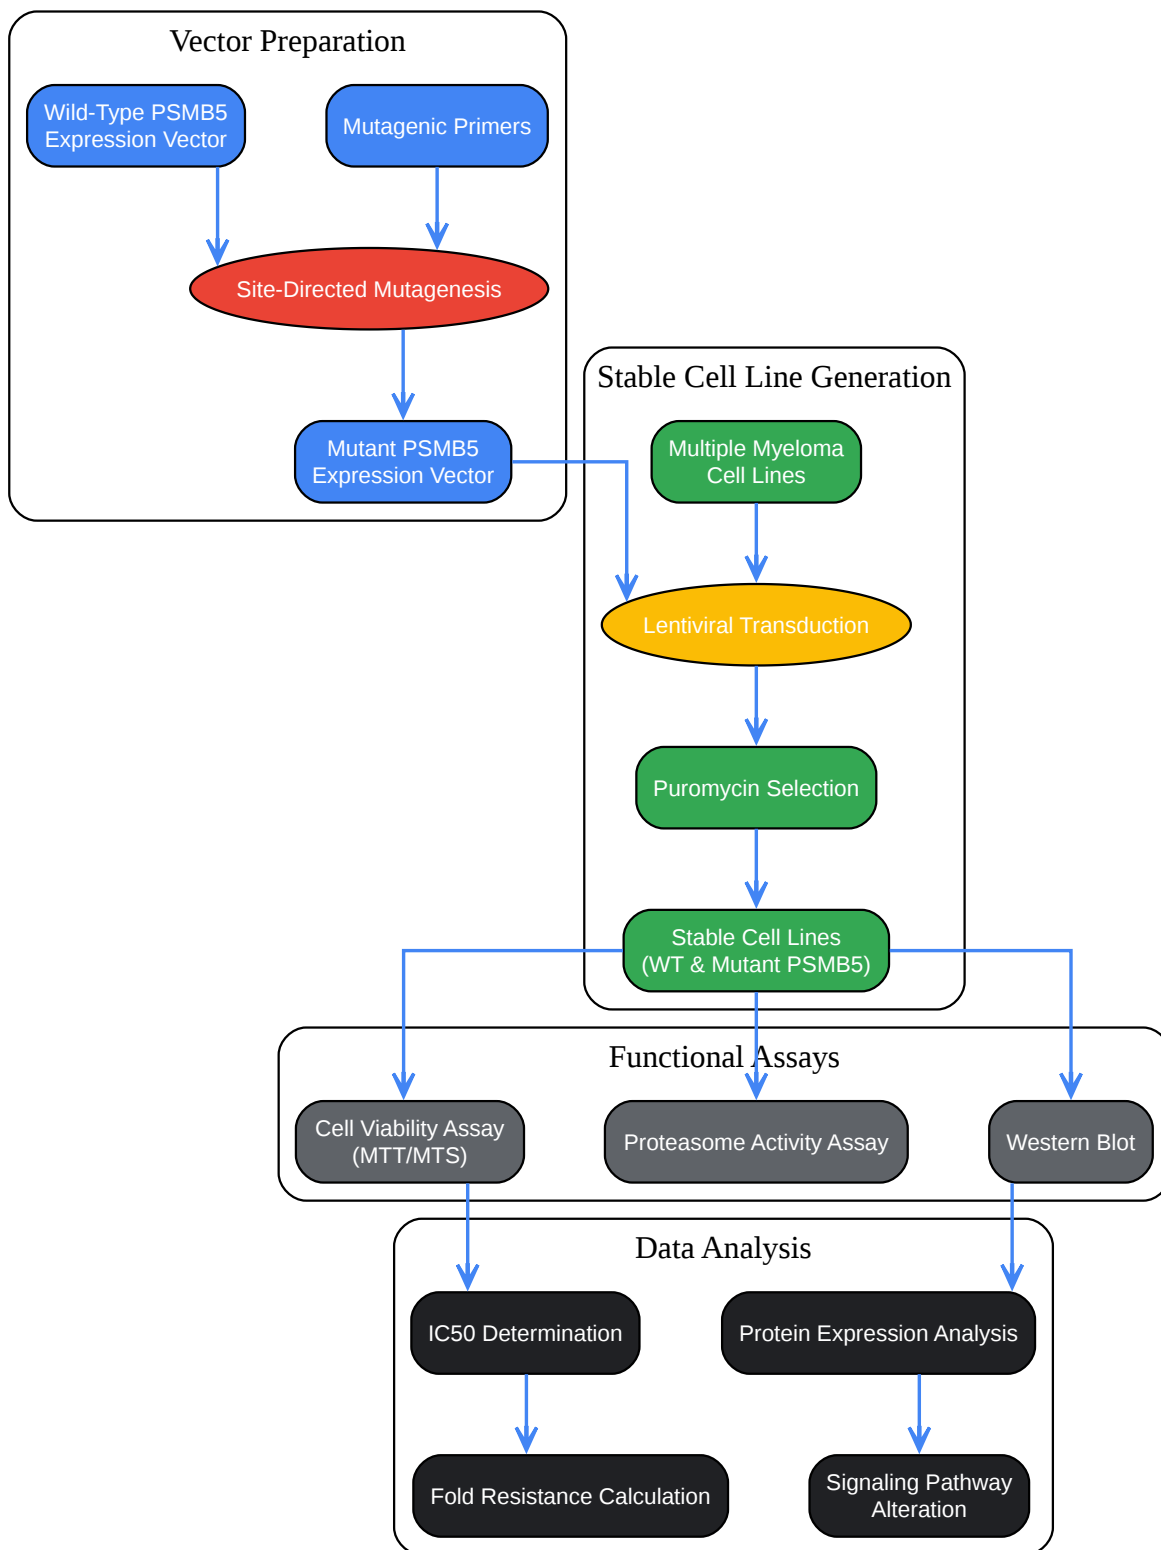 Vector Preparation
Wild-Type PSMB5
Expression Vector
Mutagenic Primers
Site-Directed Mutagenesis
Mutant PSMB5
Expression Vector
Stable Cell Line Generation
Multiple Myeloma
Cell Lines
Lentiviral Transduction
Puromycin Selection
Stable Cell Lines
(WT & Mutant PSMB5)
Functional Assays
Cell Viability Assay
(MTT/MTS)
Proteasome Activity Assay
Western Blot
Data Analysis
IC50 Determination
Protein Expression Analysis
Fold Resistance Calculation
Signaling Pathway
Alteration